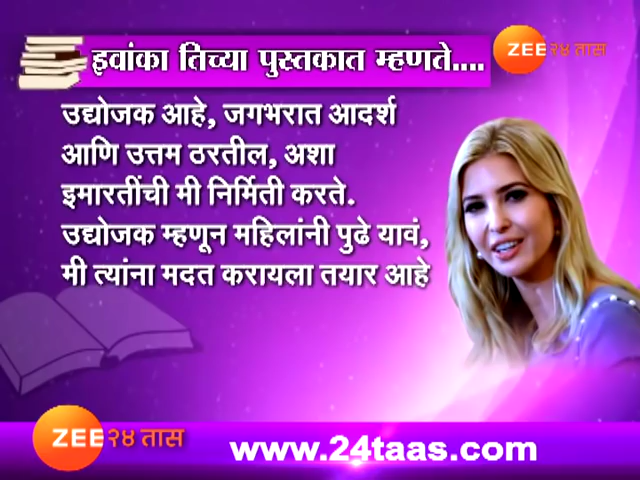 इवांका तिच्या पुस्तकात म्हणते....
ZEE २४ तास
उद्योजक आहे, जगभरात आदर्श
आणि उत्तम ठरतील, अशा
इमारतींची मी निर्मिती करते.
उद्योजक म्हणून महिलांनी पुढे यावं,
मी त्यांना मदत करायला तयार आहे
ZEE २४ तास
www.24taas.com